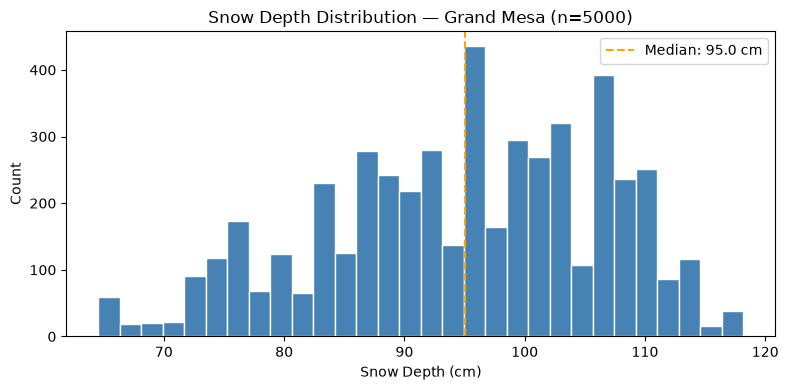 Snow Depth Distribution — Grand Mesa (n=5000)
Median: 95.0 cm
Count
400
300
200
100
0
70 80 90 100 110 120
Snow Depth (cm)